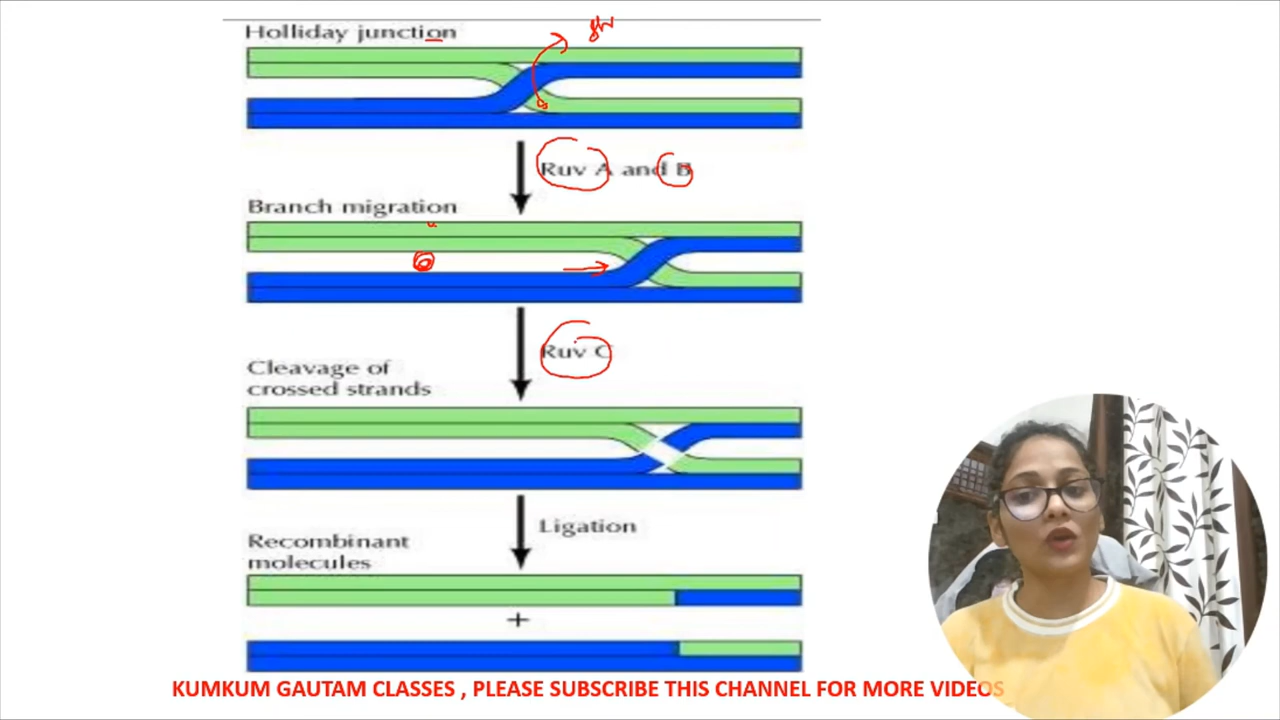 Holliday junction
Ruv A and B
Branch migration
Ruv C
Cleavage of
crossed strands
Ligation
Recombinant
molecules
+
KUMKUM GAUTAM CLASSES , PLEASE SUBSCRIBE THIS CHANNEL FOR MORE VIDEOS